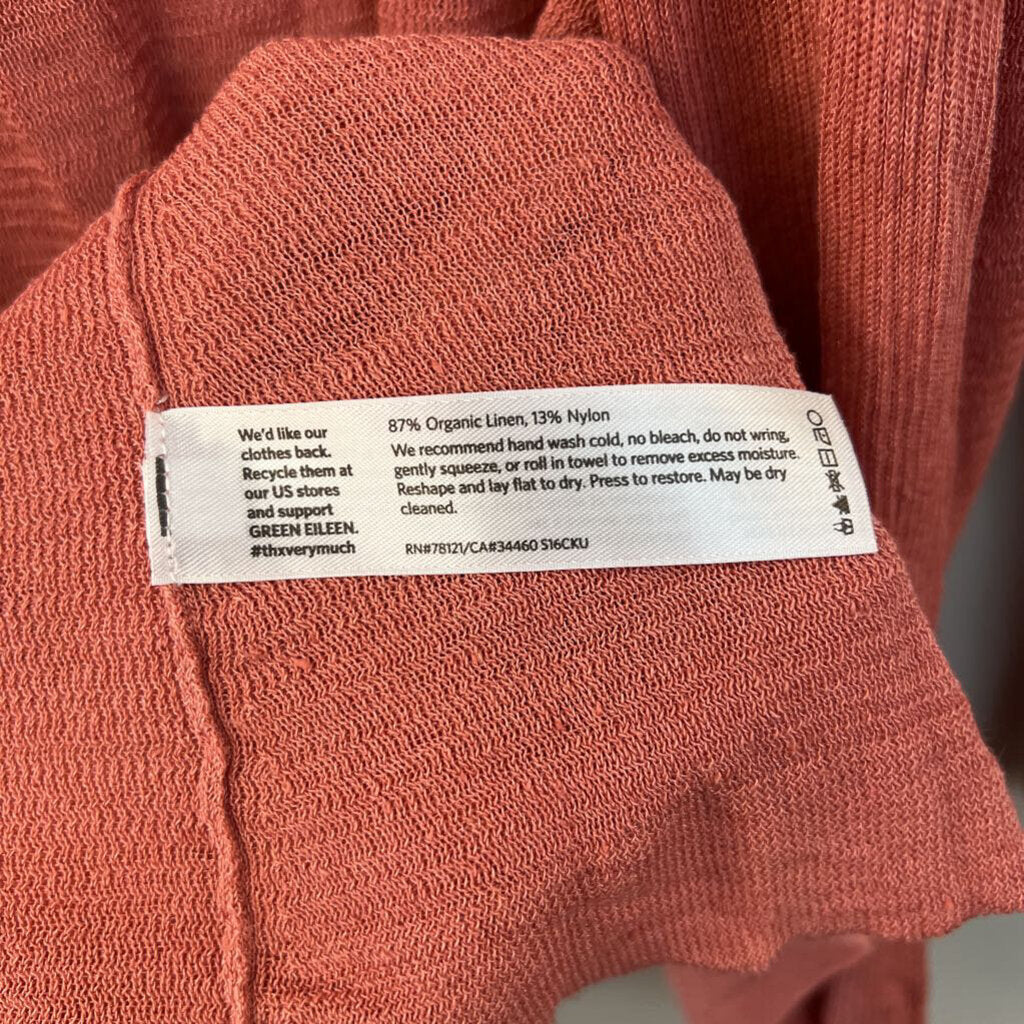 We'd like our
clothes back.
Recycle them at
our US stores
and support
GREEN EILEEN.
#thxverymuch
87% Organic Linen, 13% Nylon
We recommend hand wash cold, no bleach, do not wring,
gently squeeze, or roll in towel to remove excess moisture.
Reshape and lay flat to dry. Press to restore. May be dry
cleaned.
RN#78121/CA#34460 S16CKU